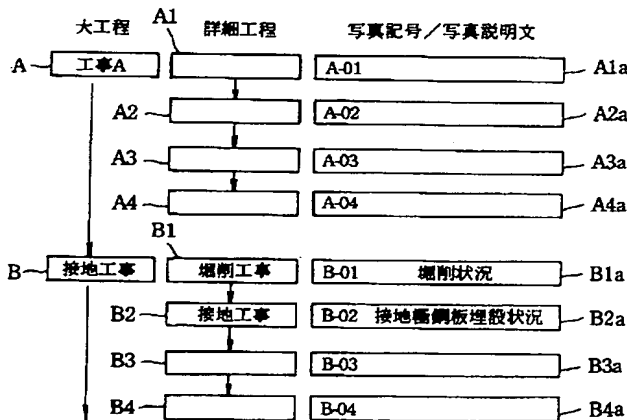 大工程 詳細工程 写真記号/写真説明文
A1
A 工事A A-01 A1a
A2 A-02 A2a
A3 A-03 A3a
A4 A-04 A4a
B1
B 接地工事 堀削工事 B-01 堀削状況 B1a
B2 接地工事 B-02 接地極銅板埋設状況 B2a
B3 B-03 B3a
B4 B-04 B4a